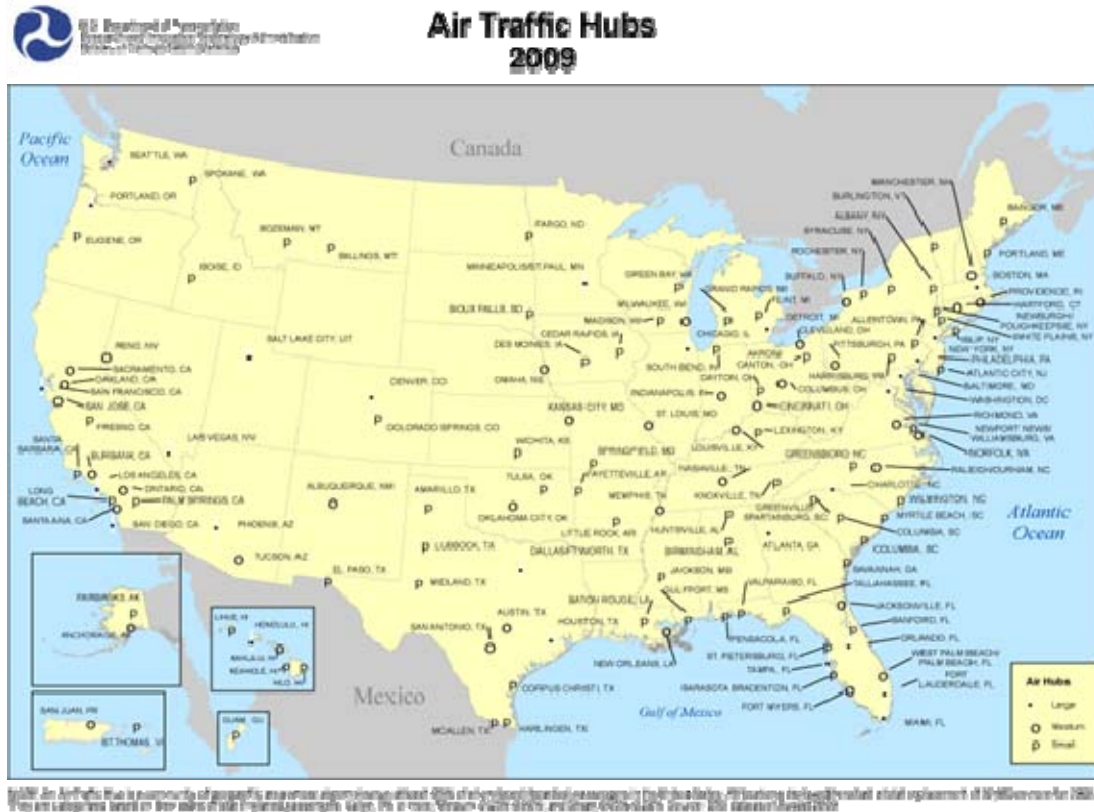 U.S. Department of Transportation
Air Traffic Hubs
2009
Pacific
Ocean
Canada
SEATTLE, WA
SPOKANE, WA
PORTLAND, OR
EUGENE, OR
BOISE, ID
BOZEMAN, MT
BILLINGS, MT
FARGO, ND
MINNEAPOLIS/ST.PAUL, MN
SIOUX FALLS, SD
GREEN BAY, WI
MILWAUKEE, WI
MADISON, WI
CEDAR RAPIDS, IA
DES MOINES, IA
CHICAGO, IL
GRAND RAPIDS, MI
FLINT, MI
DETROIT, MI
CLEVELAND, OH
BUFFALO, NY
ROCHESTER, NY
SYRACUSE, NY
ALBANY, NY
BURLINGTON, VT
MANCHESTER, NH
BANGOR, ME
PORTLAND, ME
BOSTON, MA
PROVIDENCE, RI
HARTFORD, CT
NEWBURGH/
POUGHKEEPSIE, NY
WHITE PLAINS, NY
ISLIP, NY
NEW YORK, NY
PHILADELPHIA, PA
ATLANTIC CITY, NJ
BALTIMORE, MD
WASHINGTON, DC
RICHMOND, VA
NEWPORT NEWS/
WILLIAMSBURG, VA
NORFOLK, VA
RALEIGH/DURHAM, NC
ALLENTOWN, PA
PITTSBURGH, PA
HARRISBURG, PA
AKRON/
CANTON, OH
SOUTH BEND, IN
DAYTON, OH
COLUMBUS, OH
INDIANAPOLIS, IN
CINCINNATI, OH
LEXINGTON, KY
LOUISVILLE, KY
RENO, NV
SACRAMENTO, CA
OAKLAND, CA
SAN FRANCISCO, CA
SAN JOSE, CA
FRESNO, CA
SALT LAKE CITY, UT
DENVER, CO
COLORADO SPRINGS, CO
OMAHA, NE
KANSAS CITY, MO
ST. LOUIS, MO
SANTA
BARBARA, CA
BURBANK, CA
LAS VEGAS, NV
LOS ANGELES, CA
ONTARIO, CA
LONG
BEACH, CA
PALM SPRINGS, CA
SANTA ANA, CA
SAN DIEGO, CA
PHOENIX, AZ
TUCSON, AZ
ALBUQUERQUE, NM
AMARILLO, TX
WICHITA, KS
TULSA, OK
OKLAHOMA CITY, OK
SPRINGFIELD, MO
FAYETTEVILLE, AR
LITTLE ROCK, AR
MEMPHIS, TN
NASHVILLE, TN
KNOXVILLE, TN
GREENSBORO, NC
CHARLOTTE, NC
GREENVILLE/
SPARTANBURG, SC
WILMINGTON, NC
MYRTLE BEACH, SC
COLUMBIA, SC
COLUMBIA, SC
Atlantic
Ocean
HUNTSVILLE, AL
BIRMINGHAM, AL
ATLANTA, GA
SAVANNAH, GA
LUBBOCK, TX
DALLAS/FT.WORTH, TX
EL PASO, TX
MIDLAND, TX
JACKSON, MS
GULFPORT, MS
VALPARAISO, FL
TALLAHASSEE, FL
BATON ROUGE, LA
AUSTIN, TX
HOUSTON, TX
SAN ANTONIO, TX
NEW ORLEANS, LA
PENSACOLA, FL
JACKSONVILLE, FL
SANFORD, FL
ORLANDO, FL
ST. PETERSBURG, FL
TAMPA, FL
WEST PALM BEACH/
PALM BEACH, FL
SARASOTA BRADENTON, FL
FORT
LAUDERDALE, FL
FORT MYERS, FL
MIAMI, FL
CORPUS CHRISTI, TX
MCALLEN, TX
HARLINGEN, TX
Mexico
Gulf of Mexico
FAIRBANKS, AK
ANCHORAGE, AK
LIHUE, HI
HONOLULU, HI
KAHULUI, HI
HILO, HI
SAN JUAN, PR
ST THOMAS, VI
GUAM, GU
Air Hubs
Large
Medium
Small